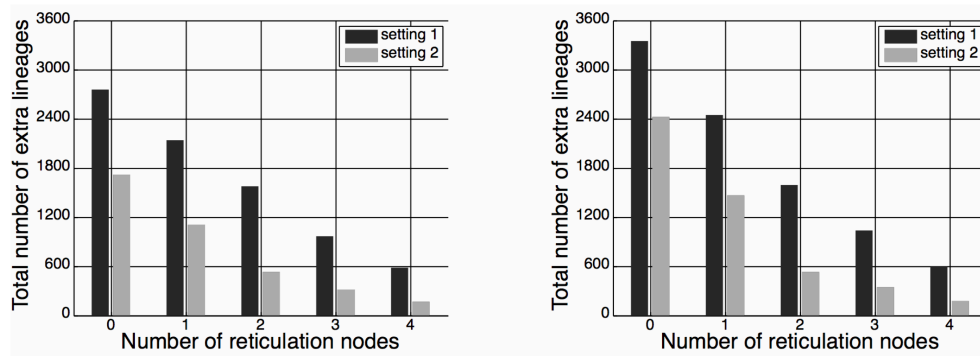 Total number of extra lineages
3600
3000
2400
1800
1200
600
0
setting 1
setting 2
0 1 2 3 4
Number of reticulation nodes
Total number of extra lineages
3600
3000
2400
1800
1200
600
0
setting 1
setting 2
0 1 2 3 4
Number of reticulation nodes